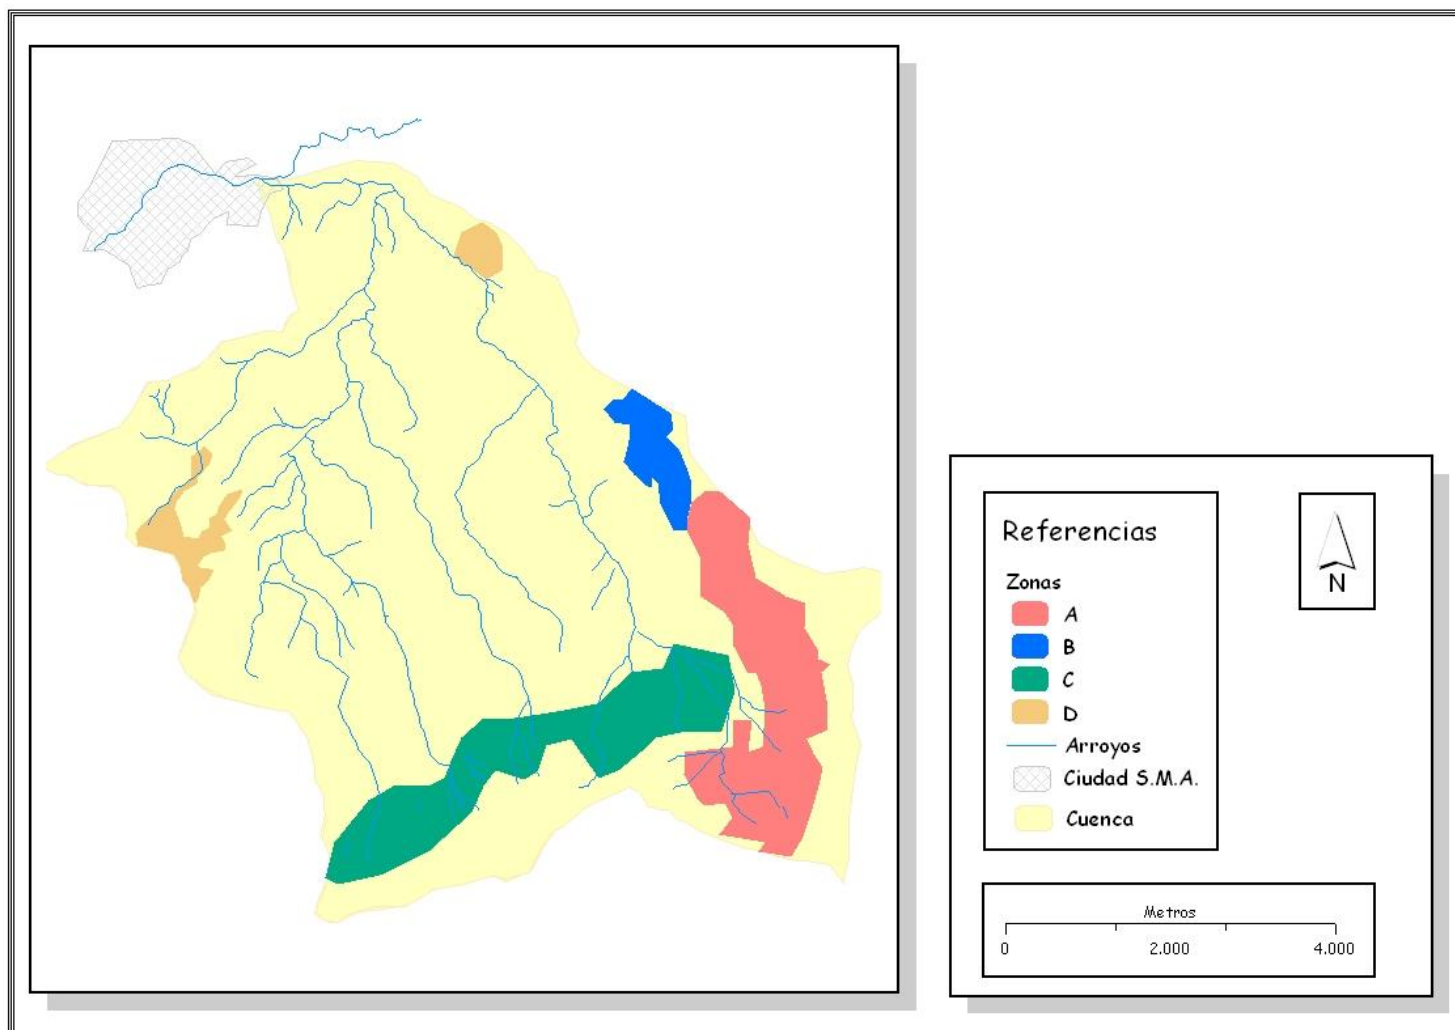 Referencias
Zonas
A
B
C
D
Arroyos
Ciudad S.M.A.
Cuenca
N
Metros
0 2.000 4.000